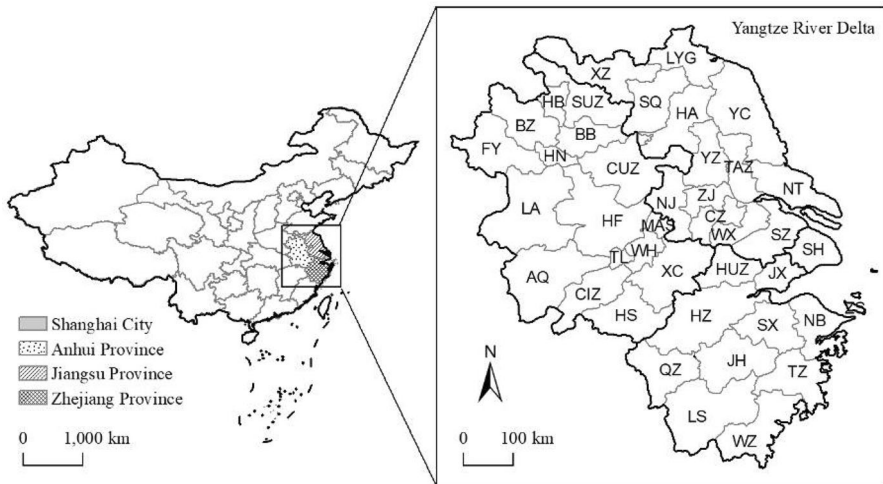 Yangtze River Delta
LYG
XZ
HB SUZ SQ
HA YC
BZ
BB
FY
HN
CUZ
YZ
TAZ
NT
LA
NJ ZJ
HF
MAS
CZ
WX
SZ
SH
TL WH
XC
HUZ
JX
AQ
CIZ
HS
HZ
SX
NB
ZS
QZ
JH
TZ
LS
WZ
Shanghai City
Anhui Province
Jiangsu Province
Zhejiang Province
0 1,000 km
N
0 100 km